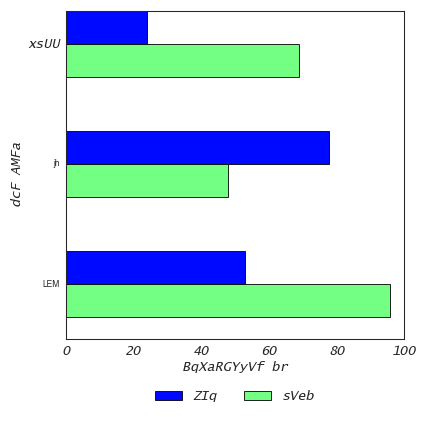 xsUU
jh
LEM
dcF AMFa
0 20 40 60 80 100
BqXaRGYyVf br
ZIq sVeb